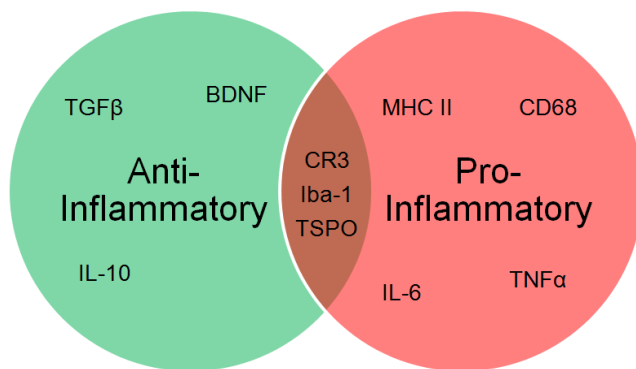 TGFβ
BDNF
Anti-
Inflammatory
IL-10
CR3
Iba-1
TSPO
MHC II
CD68
Pro-
Inflammatory
IL-6
TNFα